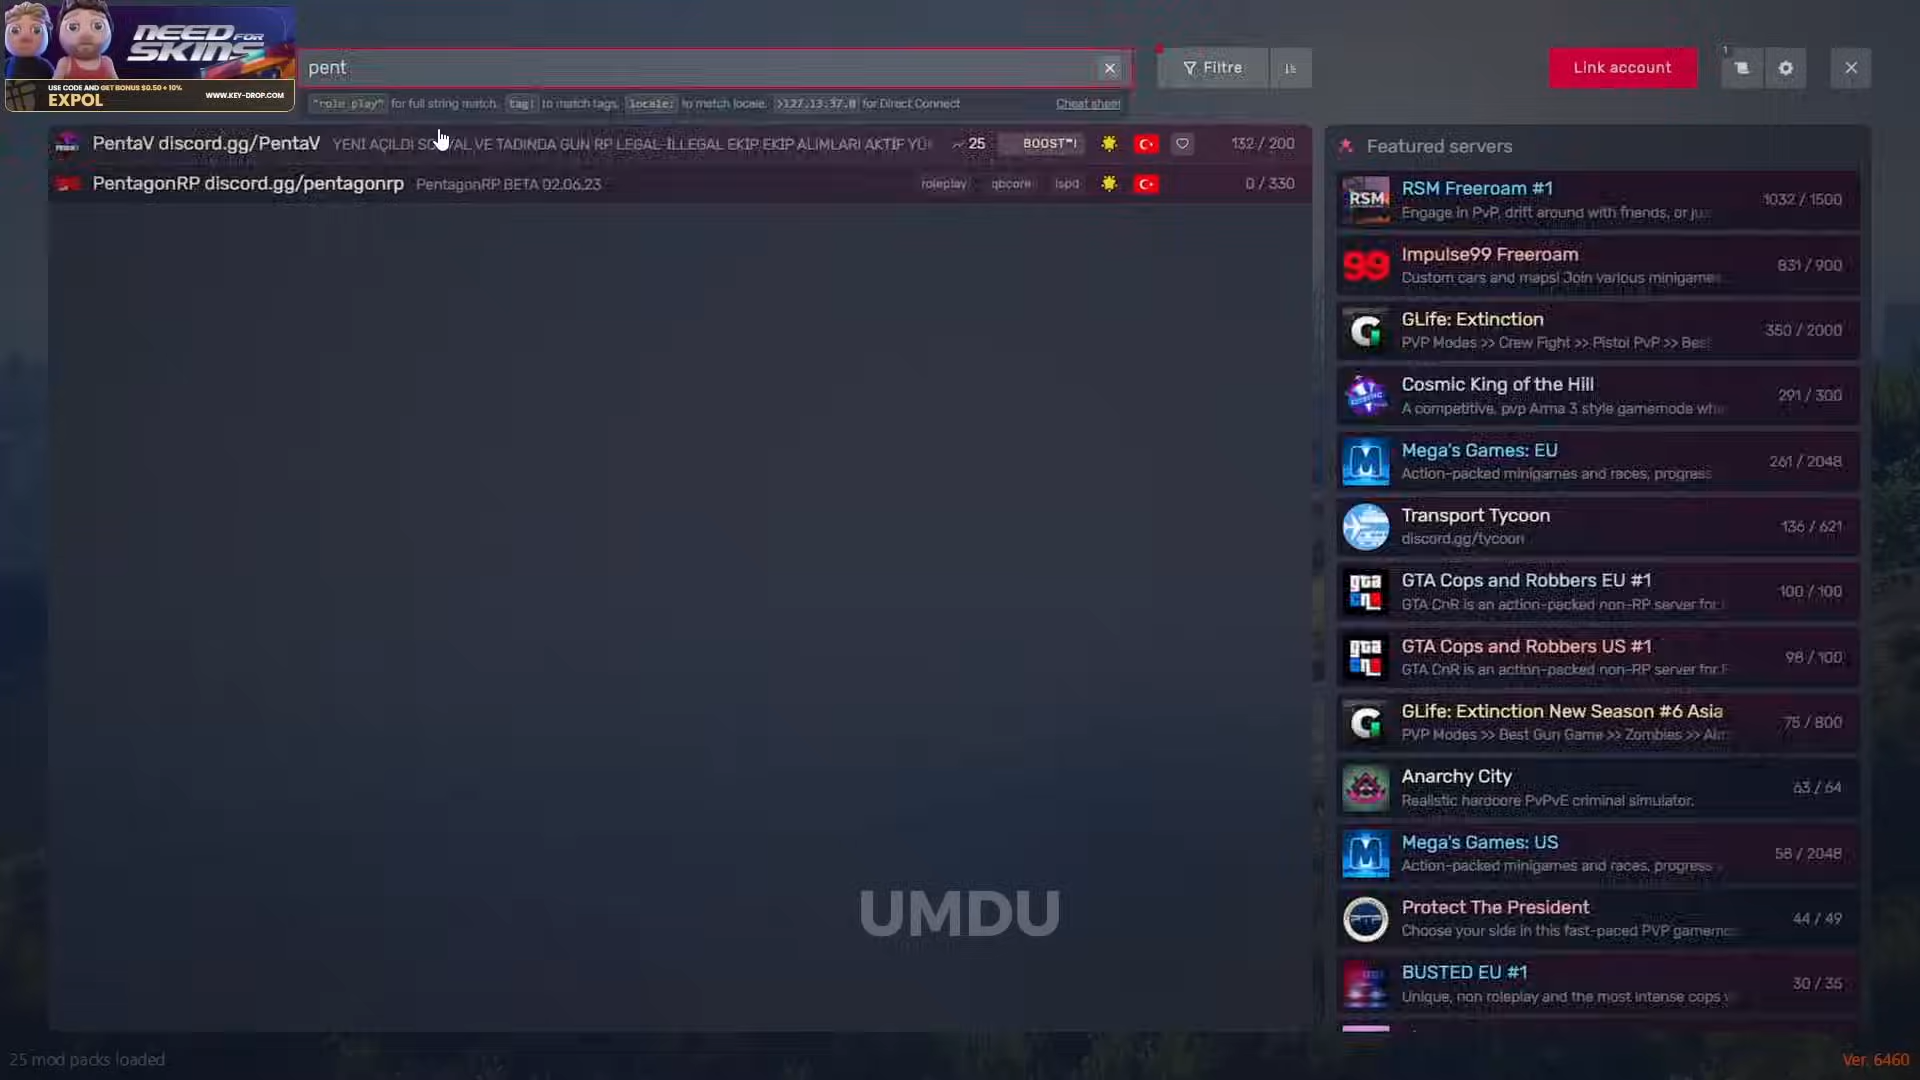 NEED FOR SKINS
USE CODE AND GET BONUS $0.50 + 10%
EXPOL
WWW.KEY-DROP.COM
pent
Filtre
Link account
1
"role play" for full string match, tag: to match tags, locale: to match locale, >127.13.37.0 for Direct Connect
Cheat sheet
PentaV discord.gg/PentaV YENİ AÇILDI VE TADINDA GUN RP LEGAL-İLLEGAL EKİP EKİP ALIMLARI AKTİF 25 BOOST™! 132 / 200
PentagonRP discord.gg/pentagonrp PentagonRP BETA 02.06.23 roleplay qbcore lspd 0 / 330
Featured servers
RSM
RSM Freeroam #1
Engage in PvP, drift around with friends, or
1032 / 1500
99
Impulse99 Freeroam
Custom cars and maps! Join various minigame
831 / 900
GLife: Extinction
PVP Modes >> Crew Fight >> Pistol PvP >> Bes
350 / 2000
Cosmic King of the Hill
A competitive, pvp Arma 3 style gamemode
291 / 300
M
Mega's Games: EU
Action-packed minigames and races, progress
261 / 2048
Transport Tycoon
discord.gg/tycoon
136 / 621
gta
cnr
GTA Cops and Robbers EU #1
GTA CnR is an action-packed non-RP server for
100 / 100
gta
cnr
GTA Cops and Robbers US #1
GTA CnR is an action-packed non-RP server for
98 / 100
GLife: Extinction New Season #6 Asia
PVP Modes >> Best Gun Game >> Zombies >>
75 / 800
Anarchy City
Realistic hardcore PvPvE criminal simulator.
63 / 64
M
Mega's Games: US
Action-packed minigames and races, progress
58 / 2048
Protect The President
Choose your side in this fast-paced PVP
44 / 49
BUSTED EU #1
Unique, non roleplay and the most intense cops
30 / 36
UMDU
25 mod packs loaded
Ver. 6460